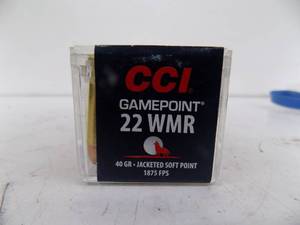 CCI
GAMEPOINT®
22 WMR
40 GR • JACKETED SOFT POINT
1875 FPS